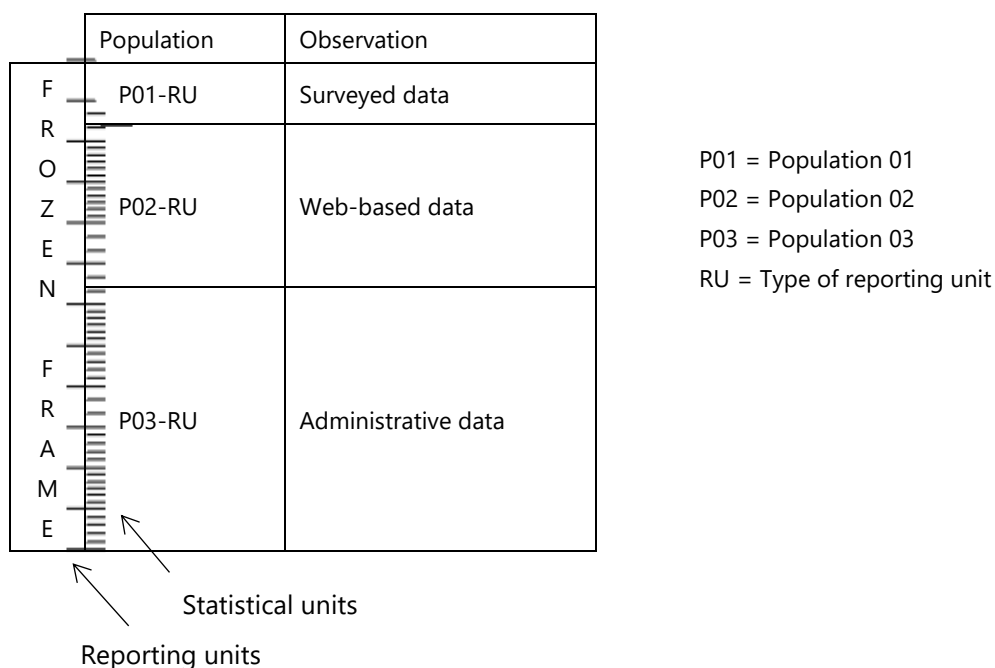 Population Observation
F
R
O
Z
E
N
F
R
A
M
E
P01-RU Surveyed data
P02-RU Web-based data
P03-RU Administrative data
P01 = Population 01
P02 = Population 02
P03 = Population 03
RU = Type of reporting unit
Statistical units
Reporting units